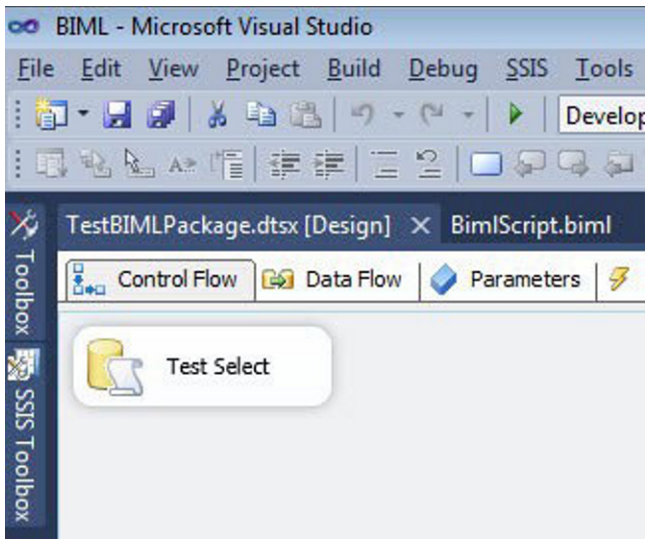 BIML - Microsoft Visual Studio
File Edit View Project Build Debug SSIS Tools
Develop
TestBIMLPackage.dtsx [Design] BimlScript.biml
Control Flow Data Flow Parameters
Test Select
Toolbox
SSIS Toolbox